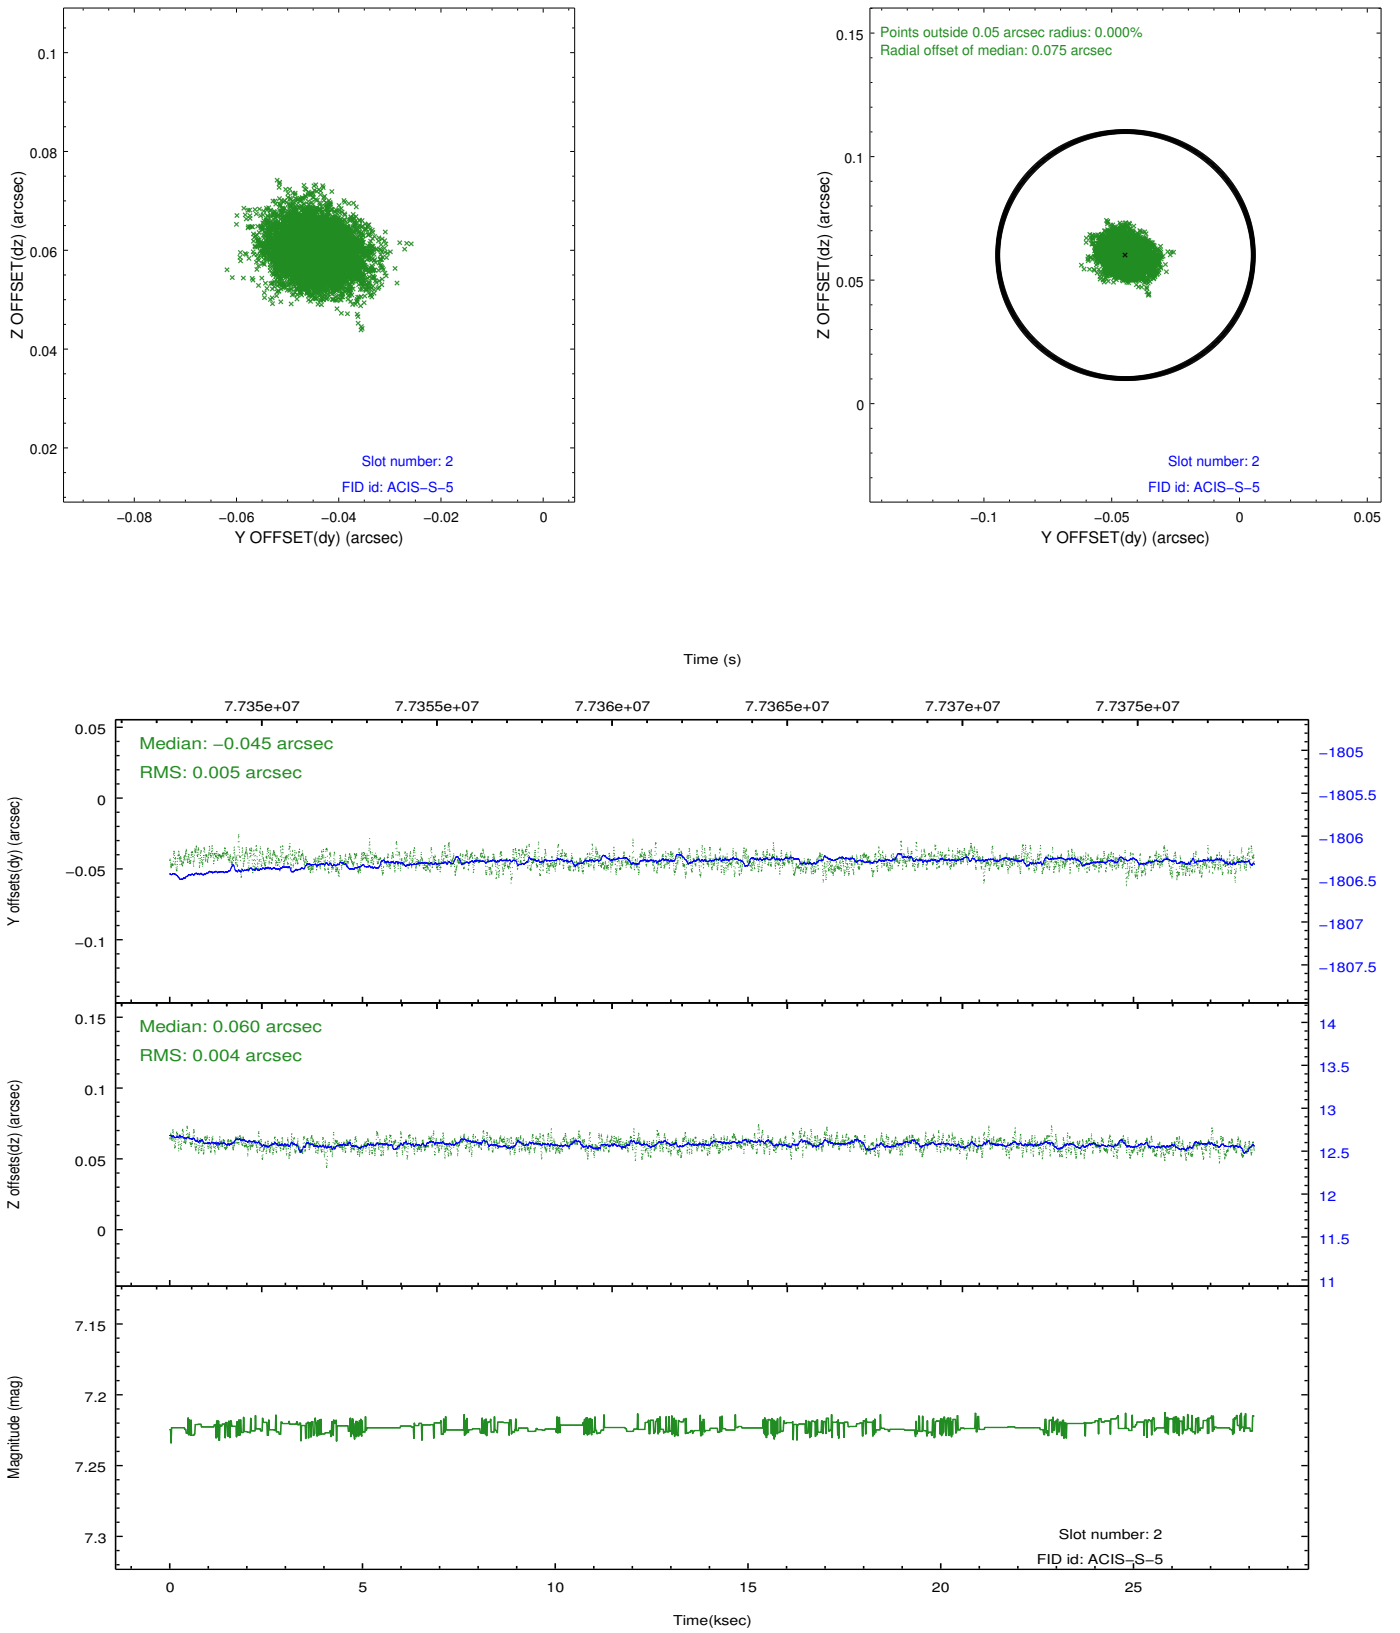 0.1
0.08
0.06
0.04
0.02
Z OFFSET(dz) (arcsec)
Slot number: 2
FID id: ACIS−S−5
−0.08
−0.06
−0.04
−0.02
0
Y OFFSET(dy) (arcsec)
Points outside 0.05 arcsec radius: 0.000%
Radial offset of median: 0.075 arcsec
0.15
0.1
0.05
0
Z OFFSET(dz) (arcsec)
Slot number: 2
FID id: ACIS−S−5
−0.1
−0.05
0
0.05
Y OFFSET(dy) (arcsec)
Time (s)
7.735e+07
7.7355e+07
7.736e+07
7.7365e+07
7.737e+07
7.7375e+07
Median: −0.045 arcsec
RMS: 0.005 arcsec
0.05
0
−0.05
−0.1
Y offsets(dy) (arcsec)
−1805
−1805.5
−1806
−1806.5
−1807
−1807.5
Median: 0.060 arcsec
RMS: 0.004 arcsec
0.15
0.1
0.05
0
Z offsets(dz) (arcsec)
14
13.5
13
12.5
12
11.5
11
7.15
7.2
7.25
7.3
Magnitude (mag)
Slot number: 2
FID id: ACIS−S−5
0
5
10
15
20
25
Time(ksec)